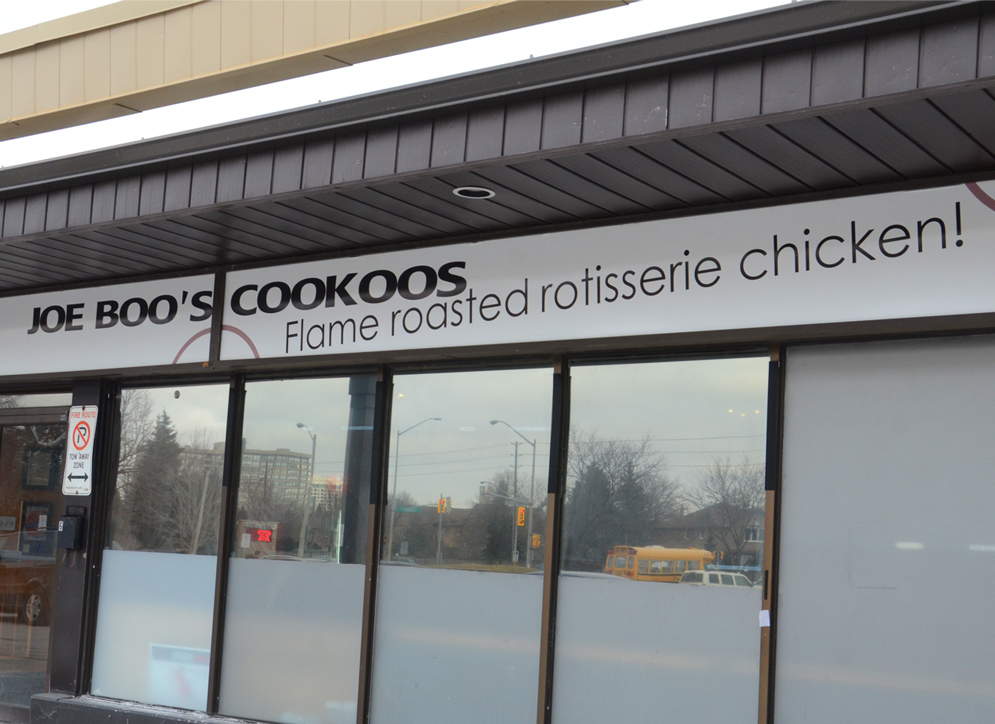 JOE BOO'S COOKOOS
Flame roasted rotisserie chicken!
FIRE ROUTE
TOW AWAY
ZONE